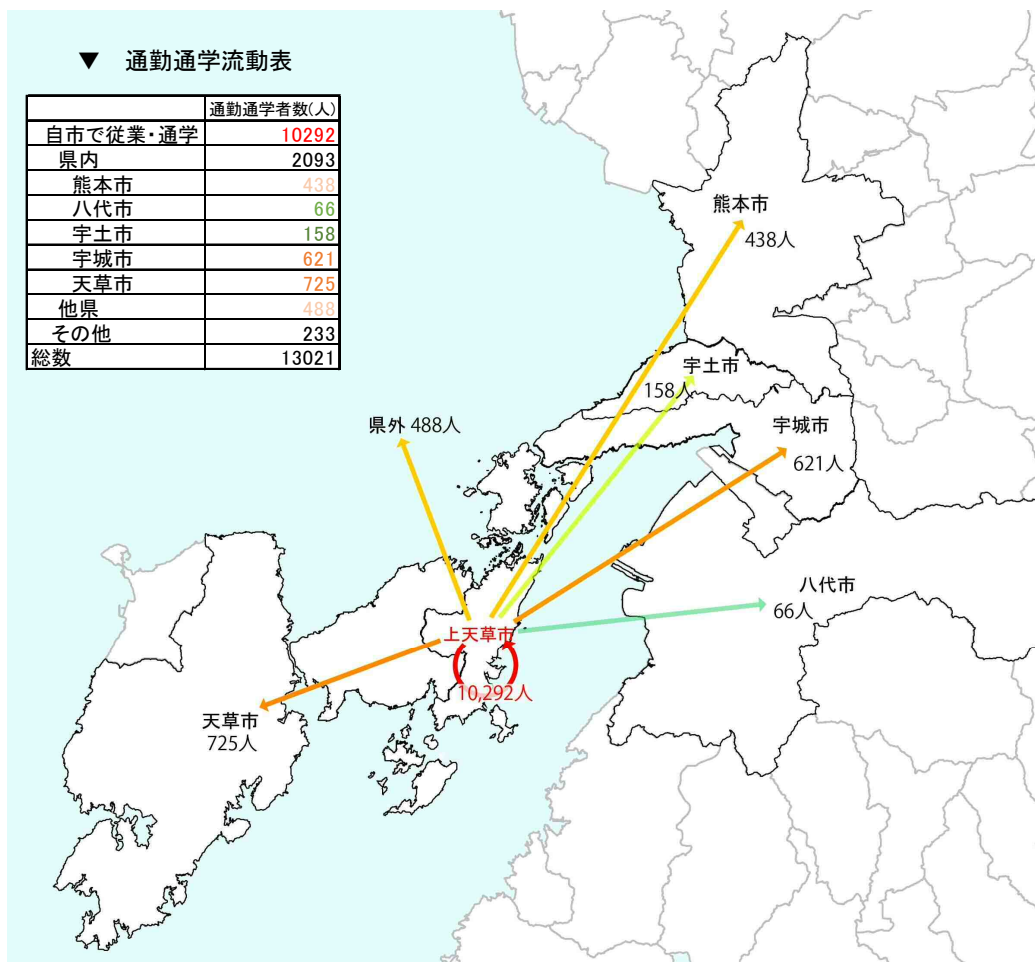 ▼ 通勤通学流動表
通勤通学者数(人)
自市で従業・通学 10292
県内 2093
熊本市 438
八代市 66
宇土市 158
宇城市 621
天草市 725
他県 488
その他 233
総数 13021
熊本市
438人
宇土市
158人
県外 488人
宇城市
621人
八代市
66人
上天草市
10,292人
天草市
725人